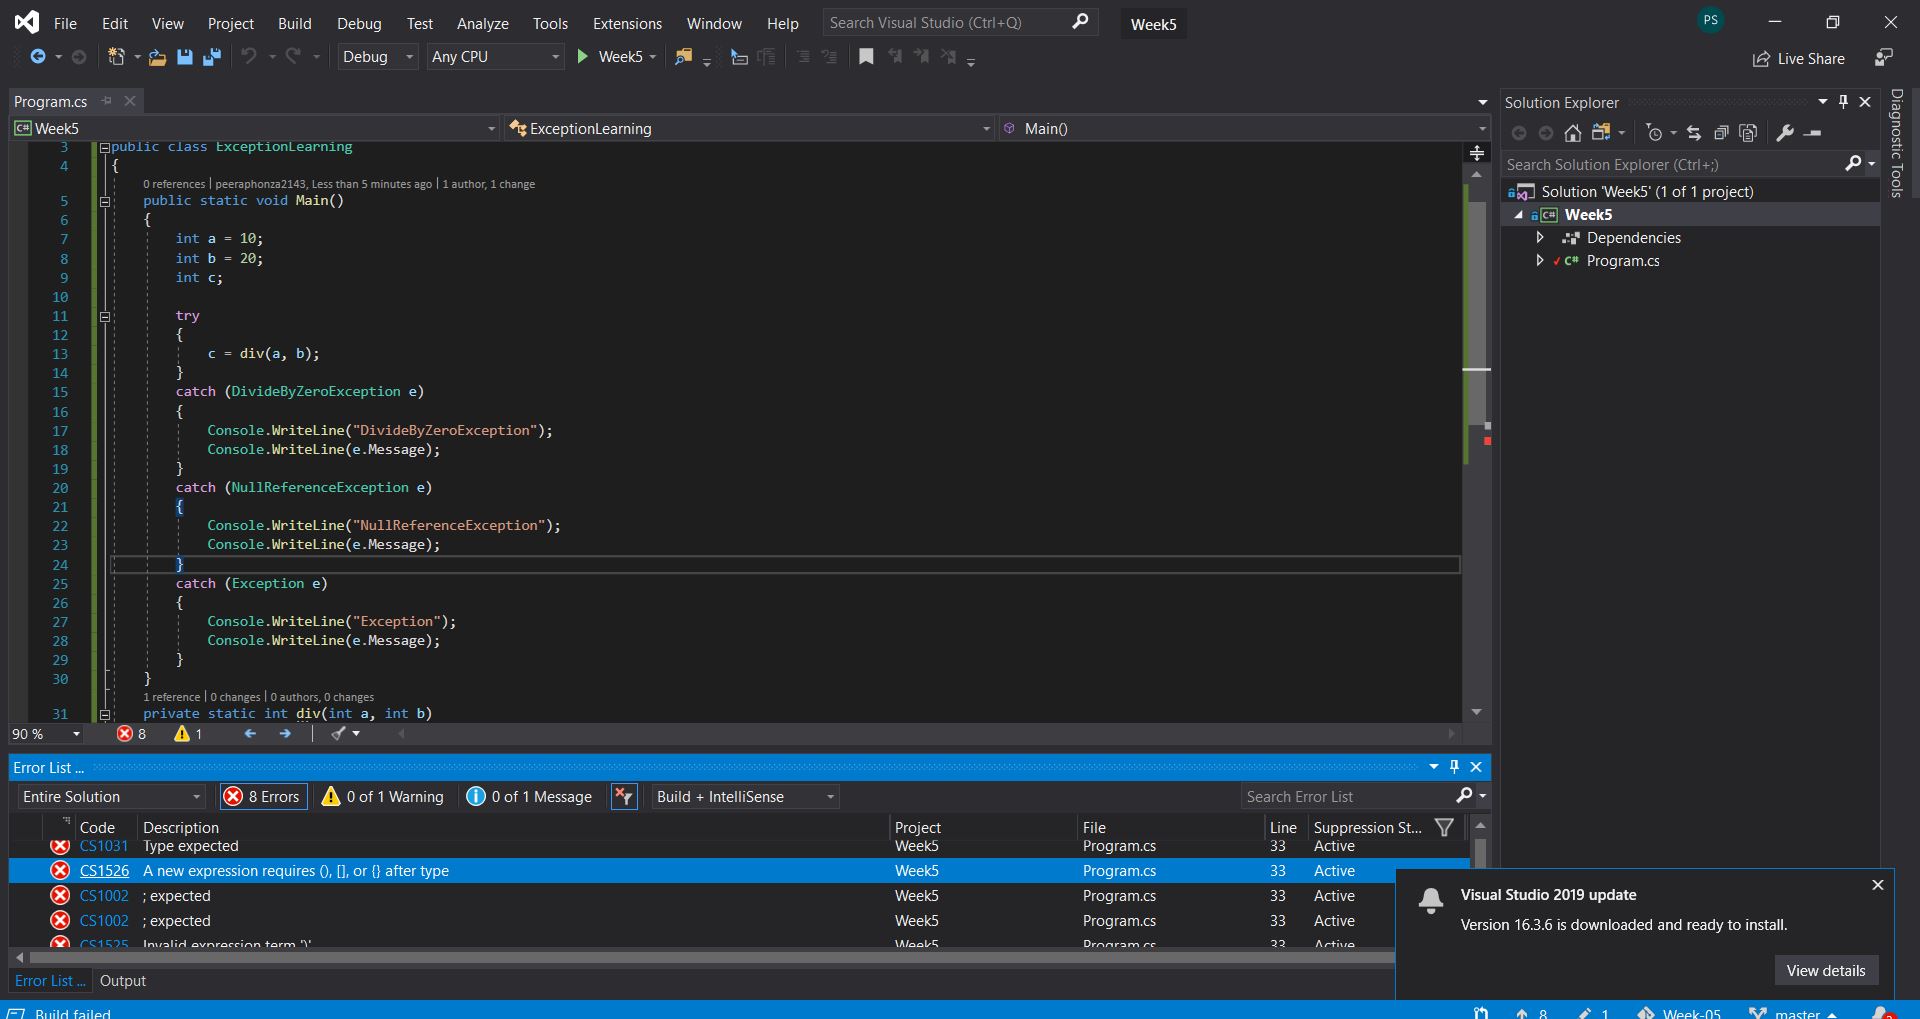 File Edit View Project Build Debug Test Analyze Tools Extensions Window Help Search Visual Studio (Ctrl+Q) Week5 PS
Debug Any CPU Week5 Live Share
Program.cs
Week5 ExceptionLearning Main()
3 public class ExceptionLearning
4 {
0 references | peeraphonza2143, Less than 5 minutes ago | 1 author, 1 change
5 public static void Main()
6 {
7 int a = 10;
8 int b = 20;
9 int c;
10
11 try
12 {
13 c = div(a, b);
14 }
15 catch (DivideByZeroException e)
16 {
17 Console.WriteLine("DivideByZeroException");
18 Console.WriteLine(e.Message);
19 }
20 catch (NullReferenceException e)
21 {
22 Console.WriteLine("NullReferenceException");
23 Console.WriteLine(e.Message);
24 }
25 catch (Exception e)
26 {
27 Console.WriteLine("Exception");
28 Console.WriteLine(e.Message);
29 }
30 }
1 reference | 0 changes | 0 authors, 0 changes
31 private static int div(int a, int b)
90 % 8 1
Solution Explorer
Search Solution Explorer (Ctrl+;)
Solution 'Week5' (1 of 1 project)
C# Week5
Dependencies
C# Program.cs
Diagnostic Tools
Error List ...
Entire Solution 8 Errors 0 of 1 Warning 0 of 1 Message Build + IntelliSense Search Error List
Code Description Project File Line Suppression St...
CS1031 Type expected Week5 Program.cs 33 Active
CS1526 A new expression requires (), [], or {} after type Week5 Program.cs 33 Active
CS1002 ; expected Week5 Program.cs 33 Active
CS1002 ; expected Week5 Program.cs 33 Active
CS1525 Invalid expression term ')' Week5 Program.cs 33 Active
Error List ... Output
Visual Studio 2019 update
Version 16.3.6 is downloaded and ready to install.
View details
Build failed 8 1 Week-05 master